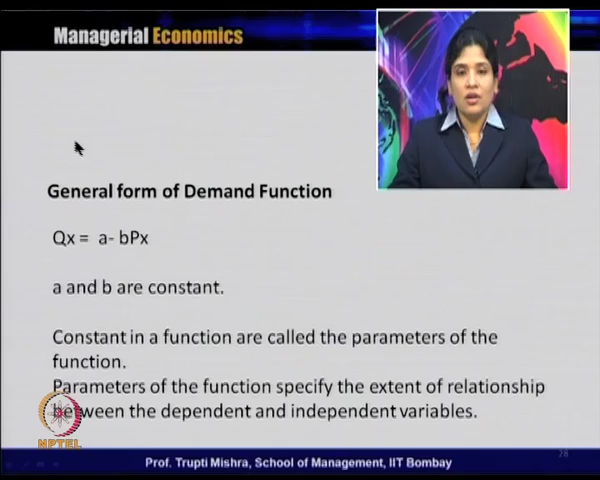 Managerial Economics
General form of Demand Function
Qx = a- bPx
a and b are constant.
Constant in a function are called the parameters of the
function.
Parameters of the function specify the extent of relationship
between the dependent and independent variables.
NPTEL
28
Prof. Trupti Mishra, School of Management, IIT Bombay